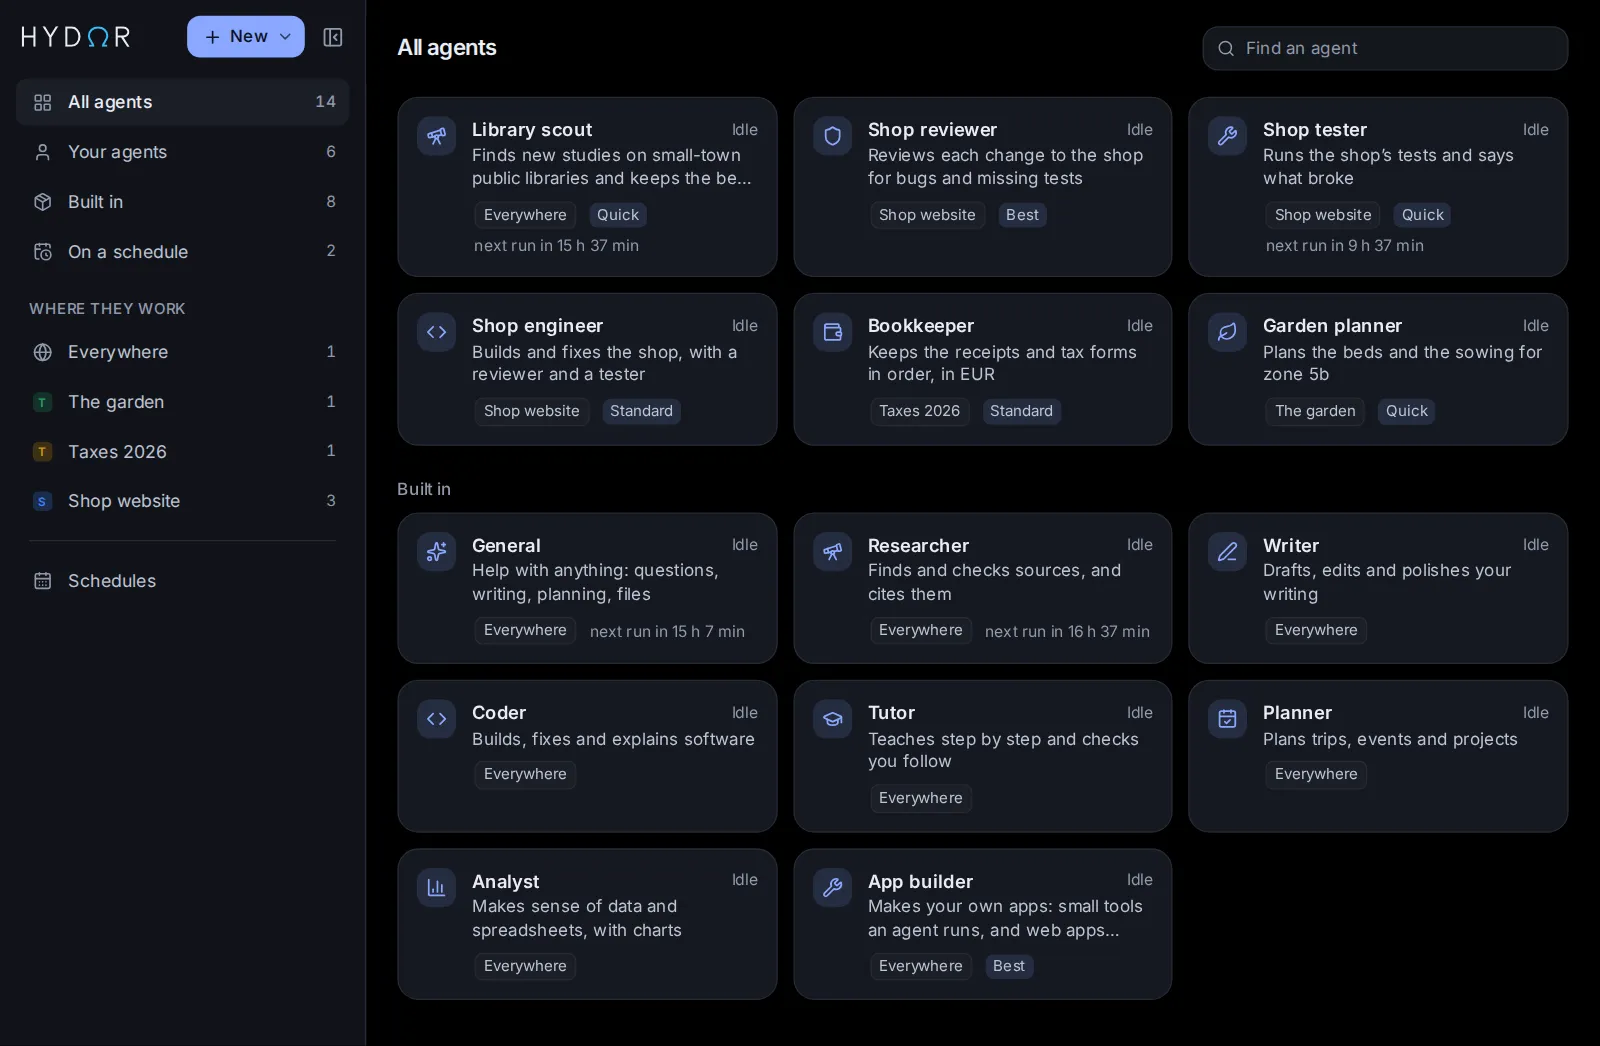 HYDΩR
New
All agents 14
Your agents 6
Built in 8
On a schedule 2
WHERE THEY WORK
Everywhere 1
T The garden 1
T Taxes 2026 1
S Shop website 3
Schedules
All agents
Find an agent
Library scout Idle
Finds new studies on small-town
public libraries and keeps the be...
Everywhere Quick
next run in 15 h 37 min
Shop reviewer Idle
Reviews each change to the shop
for bugs and missing tests
Shop website Best
Shop tester Idle
Runs the shop’s tests and says
what broke
Shop website Quick
next run in 9 h 37 min
Shop engineer Idle
Builds and fixes the shop, with a
reviewer and a tester
Shop website Standard
Bookkeeper Idle
Keeps the receipts and tax forms
in order, in EUR
Taxes 2026 Standard
Garden planner Idle
Plans the beds and the sowing for
zone 5b
The garden Quick
Built in
General Idle
Help with anything: questions,
writing, planning, files
Everywhere next run in 15 h 7 min
Researcher Idle
Finds and checks sources, and
cites them
Everywhere next run in 16 h 37 min
Writer Idle
Drafts, edits and polishes your
writing
Everywhere
Coder Idle
Builds, fixes and explains software
Everywhere
Tutor Idle
Teaches step by step and checks
you follow
Everywhere
Planner Idle
Plans trips, events and projects
Everywhere
Analyst Idle
Makes sense of data and
spreadsheets, with charts
Everywhere
App builder Idle
Makes your own apps: small tools
an agent runs, and web apps...
Everywhere Best